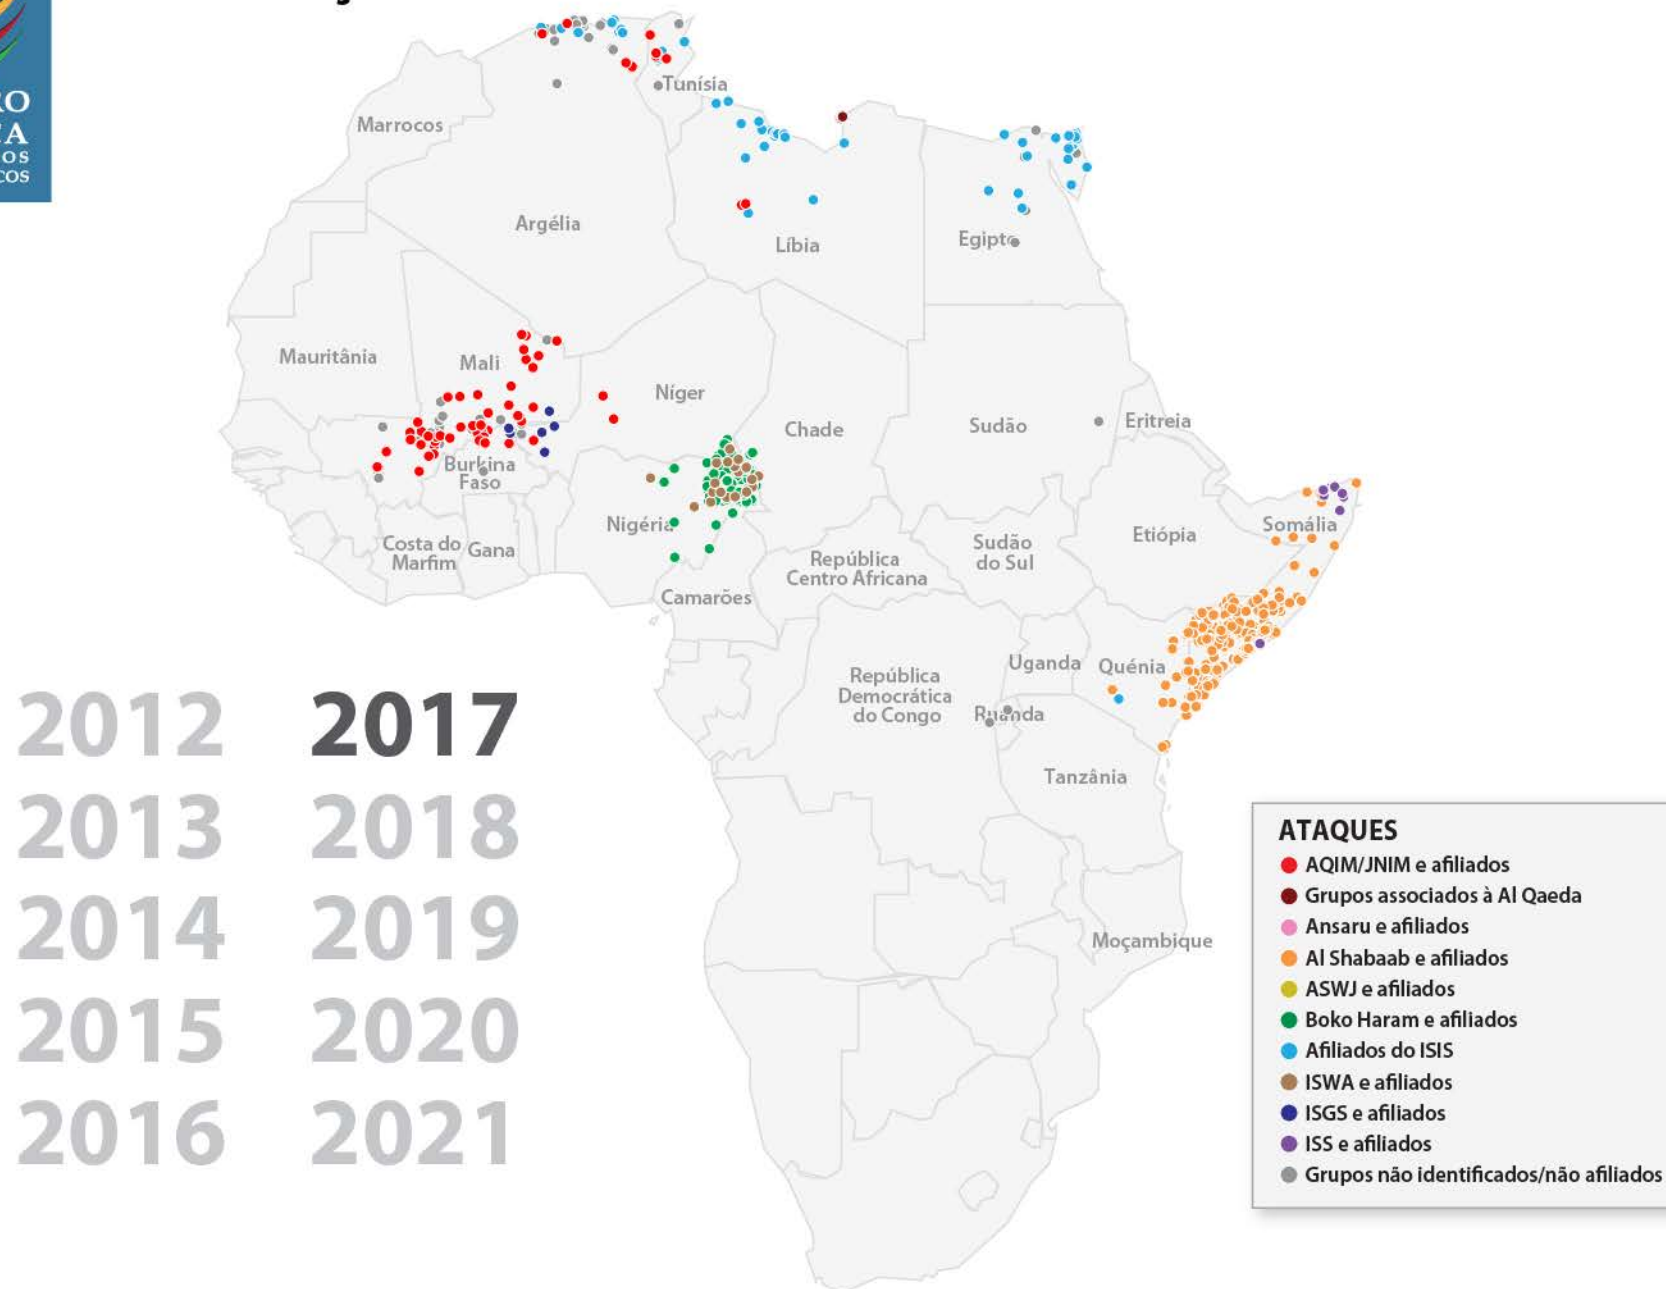 RO
CA
OS
COS
Tunísia
Marrocos
Argélia
Líbia
Egipto
Mauritânia
Mali
Níger
Chade
Sudão
Eritreia
Burkina
Faso
Nigéria
Costa do
Marfim
Gana
Camarões
República
Centro Africana
Sudão
do Sul
Etiópia
Somália
Uganda
Quénia
República
Democrática
do Congo
Ruanda
Tanzânia
Moçambique
2012 2017
2013 2018
2014 2019
2015 2020
2016 2021
ATAQUES
AQIM/JNIM e afiliados
Grupos associados à Al Qaeda
Ansaru e afiliados
Al Shabaab e afiliados
ASWJ e afiliados
Boko Haram e afiliados
Afiliados do ISIS
ISWA e afiliados
ISGS e afiliados
ISS e afiliados
Grupos não identificados/não afiliados